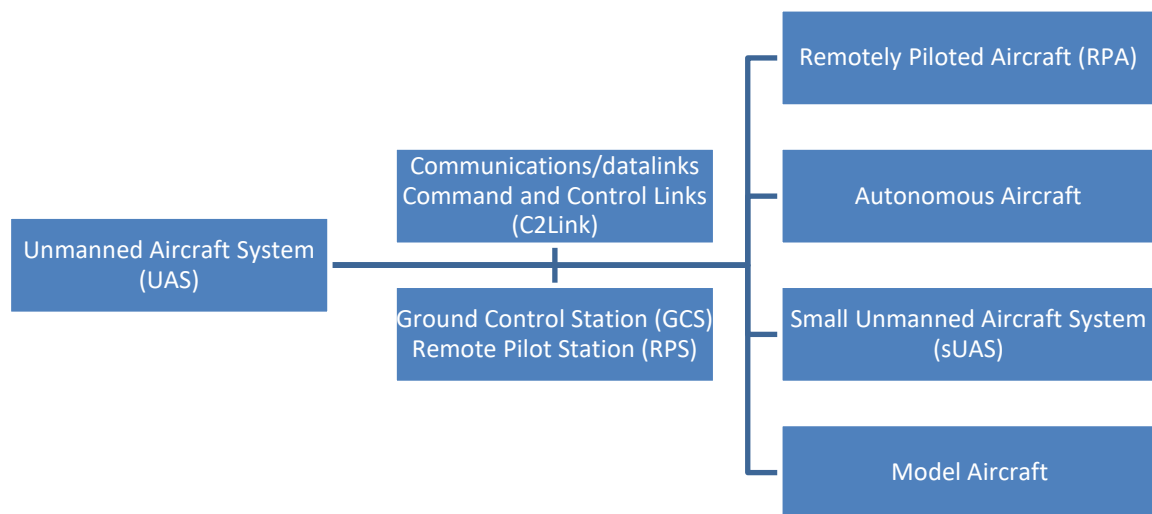 Unmanned Aircraft System
(UAS)
Communications/datalinks
Command and Control Links
(C2Link)
Ground Control Station (GCS)
Remote Pilot Station (RPS)
Remotely Piloted Aircraft (RPA)
Autonomous Aircraft
Small Unmanned Aircraft System
(sUAS)
Model Aircraft